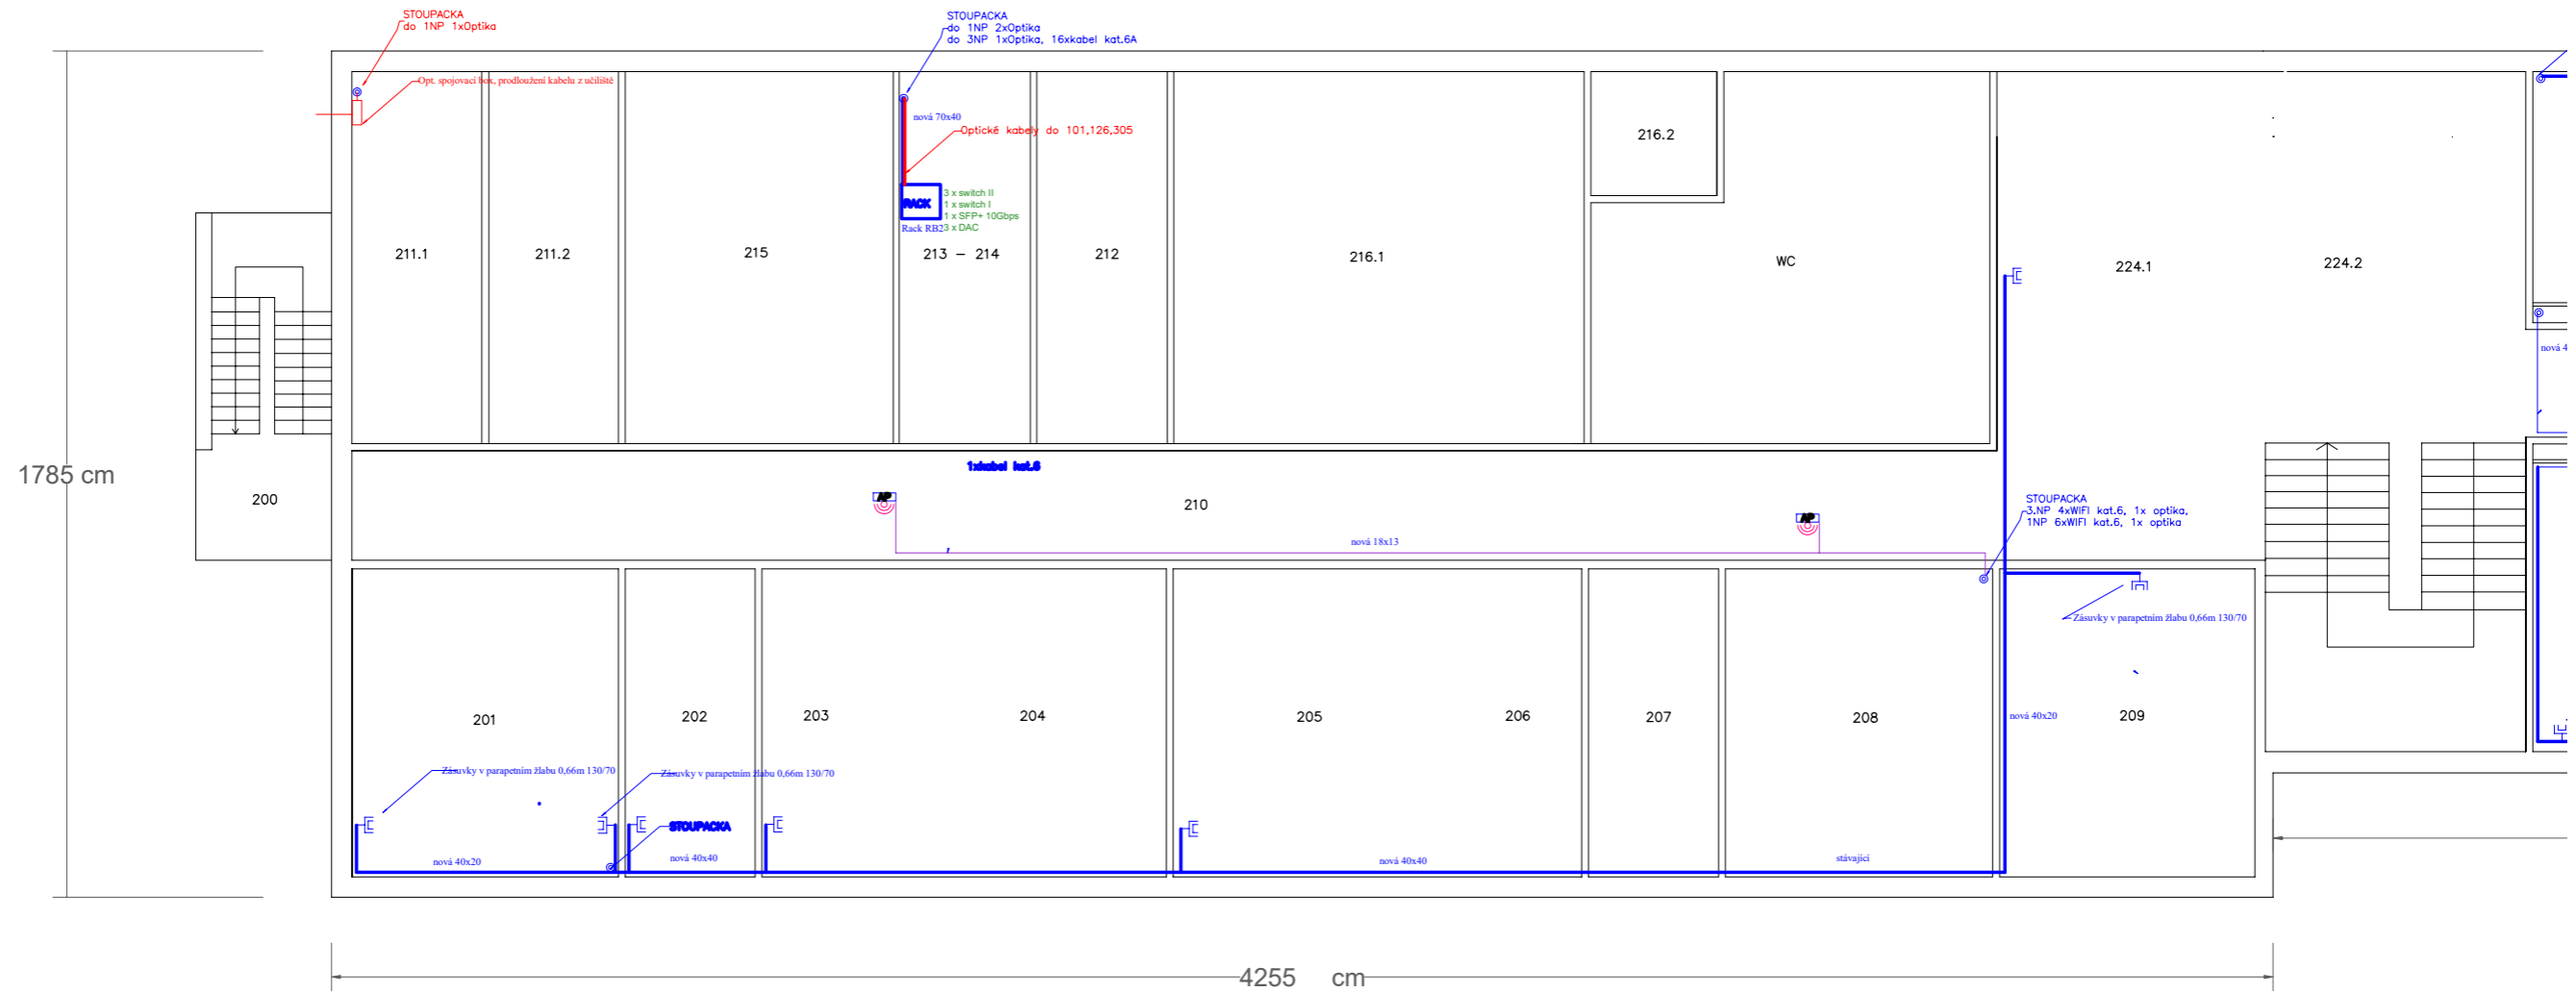 STOUPACKA
do 1NP 1xOptika
STOUPACKA
do 1NP 2xOptika
do 3NP 1xOptika, 16xkabel kat.6A
Opt. spojovací box, prodloužení kabelu z učiliště
nová 70x40
Optické kabely do 101,126,305
216.2
3 x switch II
1 x switch I
1 x SFP+ 10Gbps
3 x DAC
RACK
Rack RB2
211.1
211.2
215
213 - 214
212
216.1
WC
224.1
224.2
nová 4
1785 cm
1xkabel kat.6
200
AP
210
AP
STOUPACKA
3.NP 4xWIFI kat.6, 1x optika,
1NP 6xWIFI kat.6, 1x optika
nová 18x13
Zásuvky v parapetním žlabu 0,66m 130/70
201
202
203
204
205
206
207
208
nová 40x20
209
Zásuvky v parapetním žlabu 0,66m 130/70
Zásuvky v parapetním žlabu 0,66m 130/70
STOUPACKA
nová 40x20
nová 40x40
nová 40x40
stávající
4255 cm